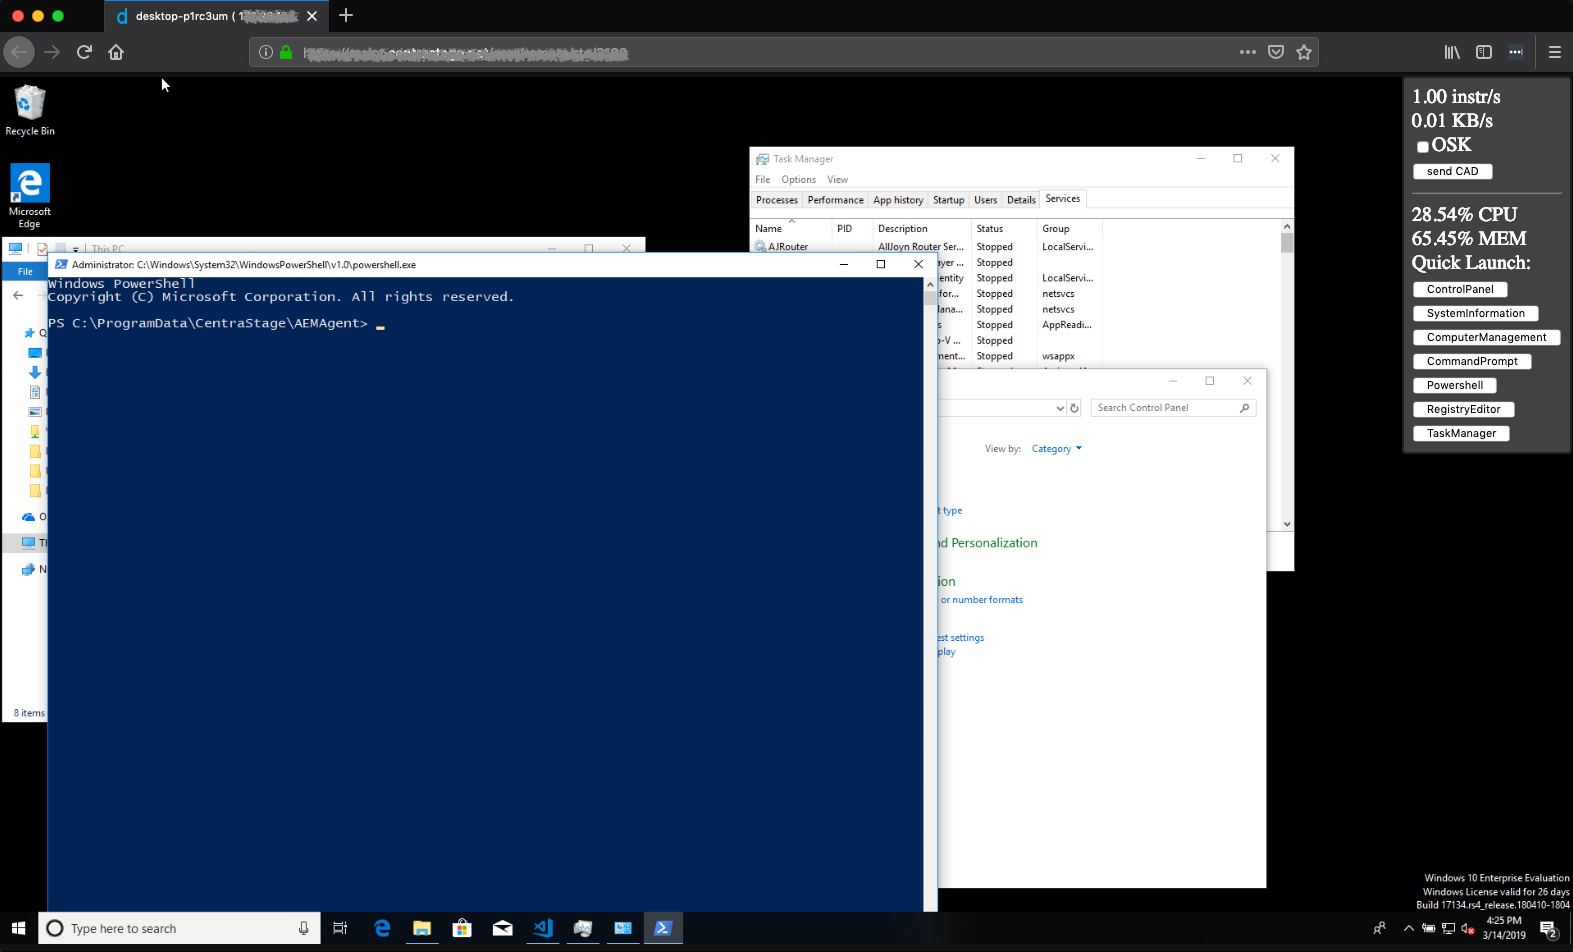 desktop-p1rc3um (
Recycle Bin
Microsoft
Edge
1.00 instr/s
0.01 KB/s
OSK
send CAD
28.54% CPU
65.45% MEM
Quick Launch:
ControlPanel
SystemInformation
ComputerManagement
CommandPrompt
Powershell
RegistryEditor
TaskManager
Task Manager
File Options View
Processes Performance App history Startup Users Details Services
Name PID Description Status Group
AJRouter AllJoyn Router Ser... Stopped LocalServi...
ayer ... Stopped
entity Stopped LocalServi...
for... Stopped netsvcs
ana... Stopped netsvcs
s Stopped AppReadi...
o-V ... Stopped
ment... Stopped wsappx
This PC
File
8 items
Administrator: C:\Windows\System32\WindowsPowerShell\v1.0\powershell.exe
Windows PowerShell
Copyright (C) Microsoft Corporation. All rights reserved.
PS C:\ProgramData\CentraStage\AEMAgent>
Search Control Panel
View by: Category
t type
nd Personalization
ion
or number formats
est settings
play
Windows 10 Enterprise Evaluation
Windows License valid for 26 days
Build 17134.rs4_release.180410-1804
Type here to search
4:25 PM
3/14/2019
2